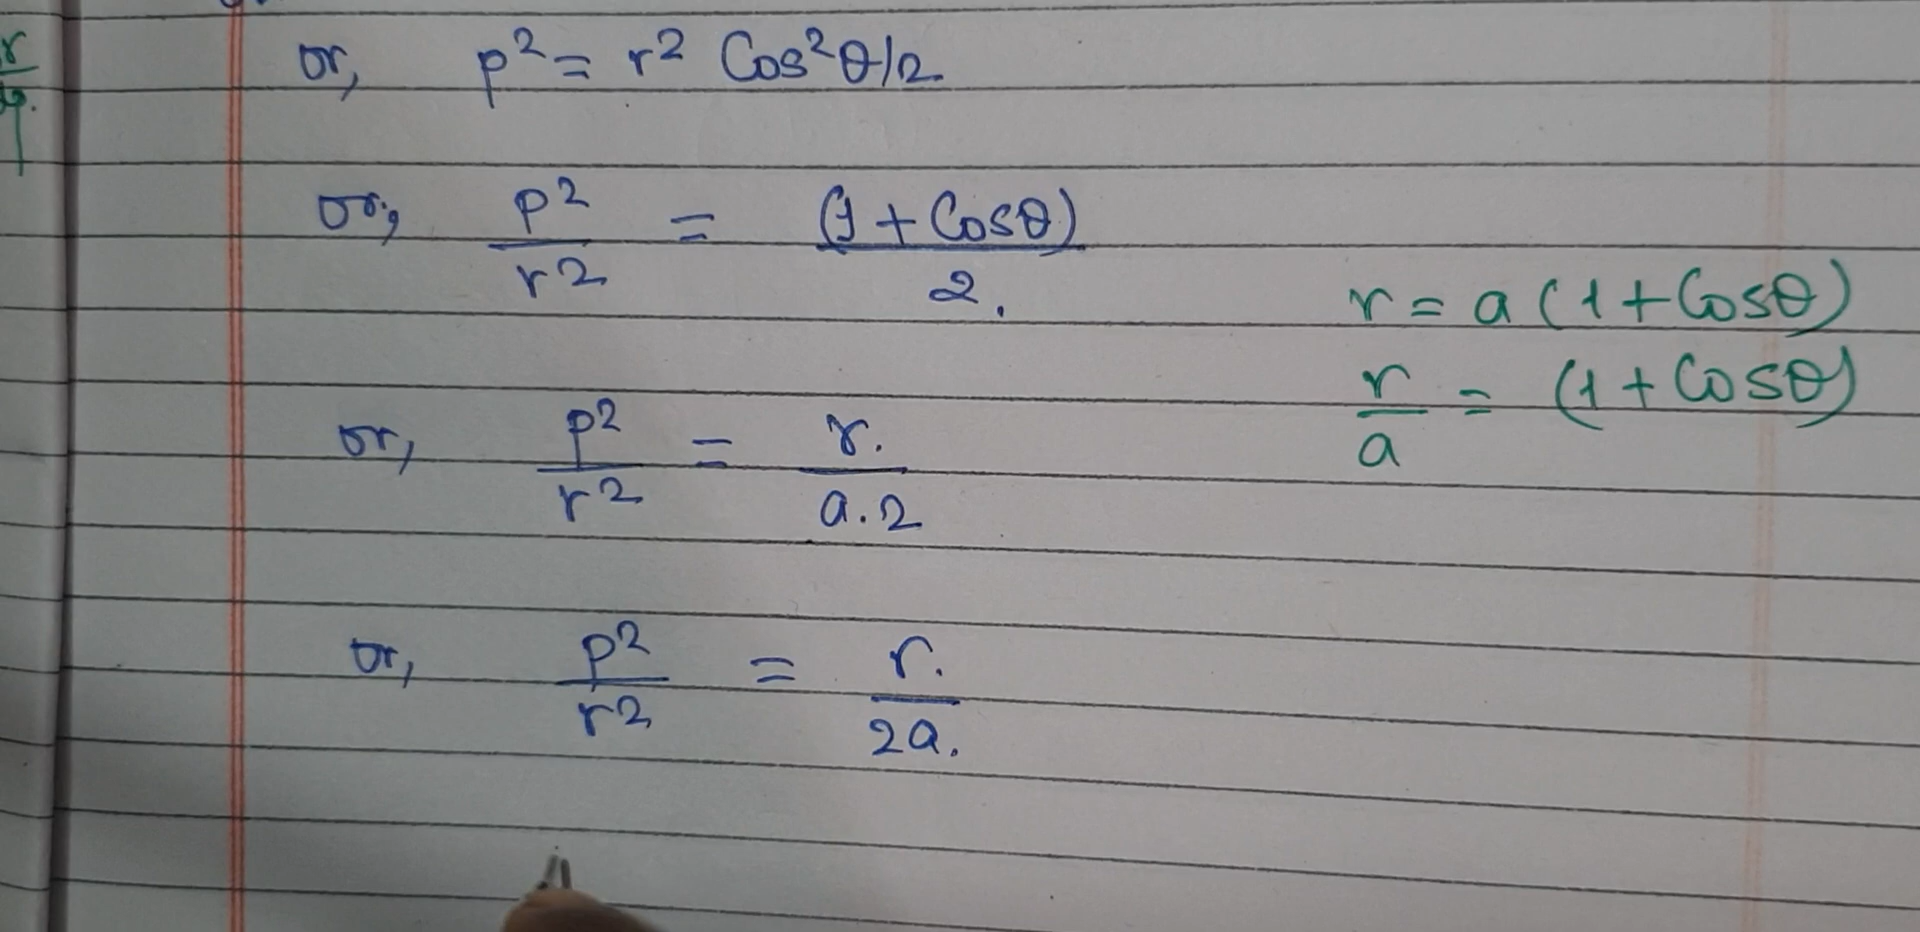 or, p² = r² Cos²θ/2.
or, p²/r² = (1 + Cosθ)/2.
r = a (1 + Cosθ)
r/a = (1 + Cosθ)
or, p²/r² = r./a.2
or, p²/r² = r./2a.